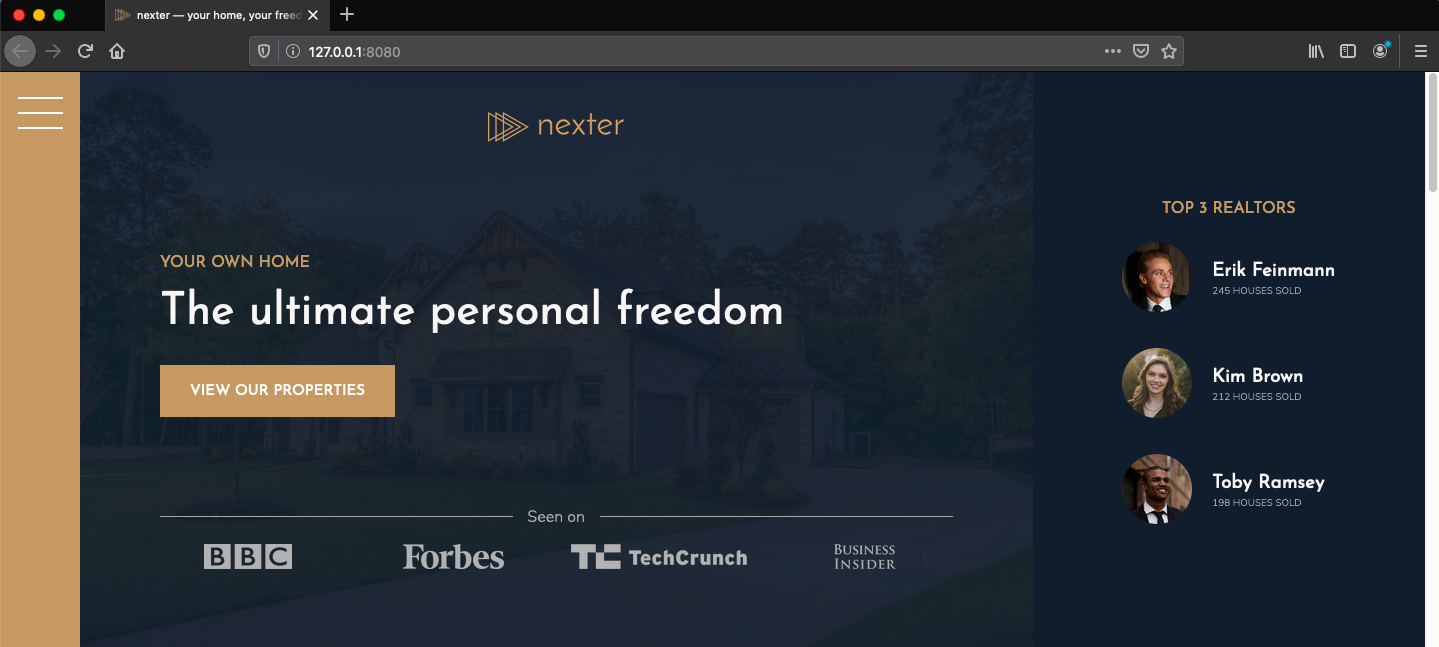 nexter — your home, your freed
127.0.0.1:8080
nexter
YOUR OWN HOME
The ultimate personal freedom
VIEW OUR PROPERTIES
Seen on
BBC
Forbes
TC TechCrunch
BUSINESS
INSIDER
TOP 3 REALTORS
Erik Feinmann
245 HOUSES SOLD
Kim Brown
212 HOUSES SOLD
Toby Ramsey
198 HOUSES SOLD